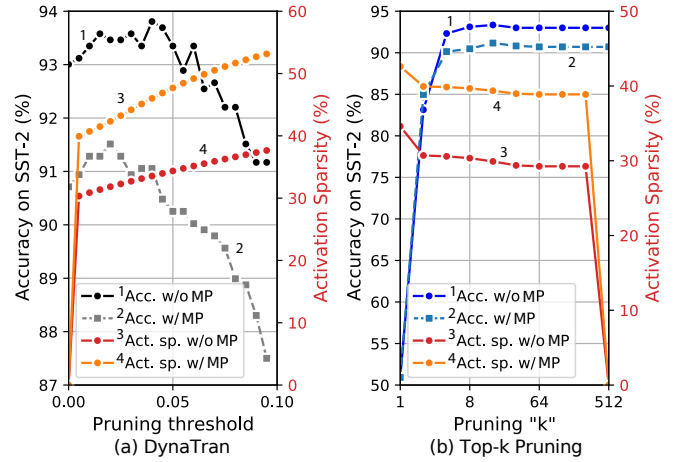 95
94
93
92
91
90
89
88
87
Accuracy on SST-2 (%)
60
50
40
30
20
10
0
Activation Sparsity (%)
1
3
4
2
1Acc. w/o MP
2Acc. w/ MP
3Act. sp. w/o MP
4Act. sp. w/ MP
0.00 0.05 0.10
Pruning threshold
(a) DynaTran
95
90
85
80
75
70
65
60
55
50
Accuracy on SST-2 (%)
50
40
30
20
10
0
Activation Sparsity (%)
1
2
4
3
1Acc. w/o MP
2Acc. w/ MP
3Act. sp. w/o MP
4Act. sp. w/ MP
1 8 64 512
Pruning "k"
(b) Top-k Pruning